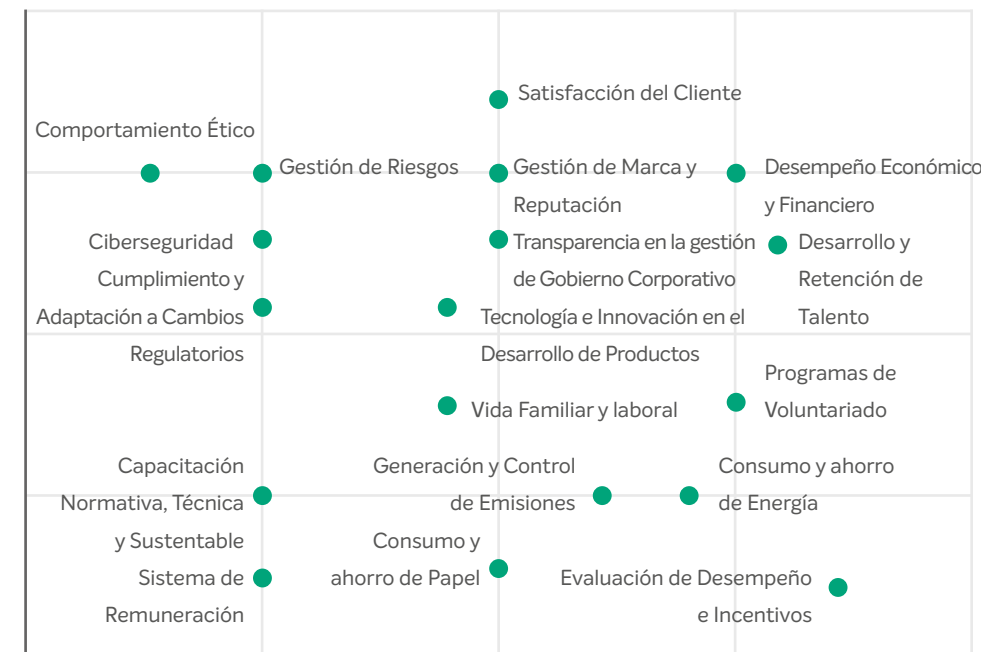 Satisfacción del Cliente
Comportamiento Ético
Gestión de Riesgos
Gestión de Marca y
Reputación
Desempeño Económico
y Financiero
Ciberseguridad
Transparencia en la gestión
de Gobierno Corporativo
Desarrollo y
Retención de
Talento
Cumplimiento y
Adaptación a Cambios
Regulatorios
Tecnología e Innovación en el
Desarrollo de Productos
Programas de
Voluntariado
Vida Familiar y laboral
Capacitación
Normativa, Técnica
y Sustentable
Generación y Control
de Emisiones
Consumo y ahorro
de Energía
Consumo y
ahorro de Papel
Sistema de
Remuneración
Evaluación de Desempeño
e Incentivos